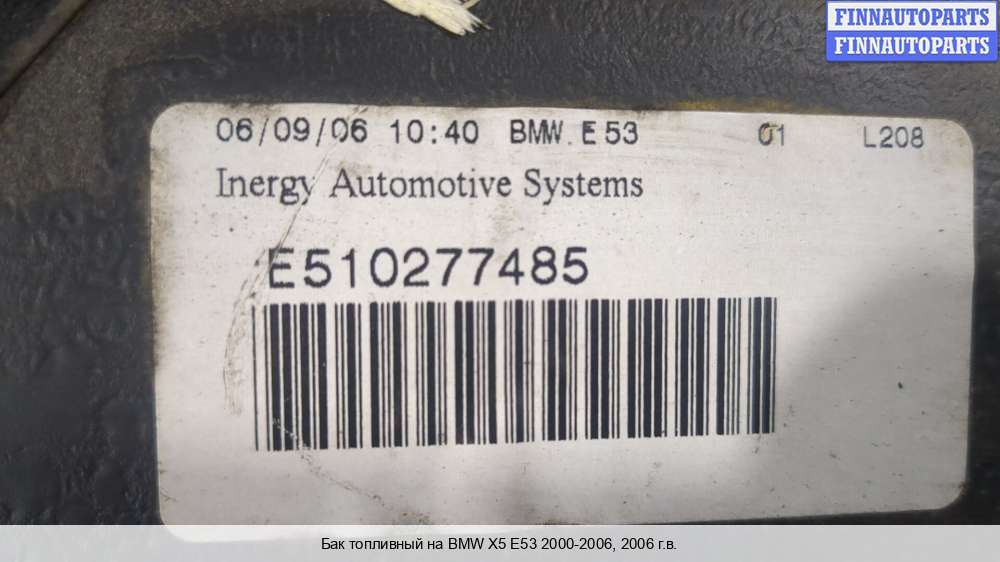 FINNAUTOPARTS
FINNAUTOPARTS
06/09/06 10:40 BMW. E 53 01 L208
Inergy Automotive Systems
E510277485
Бак топливный на BMW X5 E53 2000-2006, 2006 г.в.